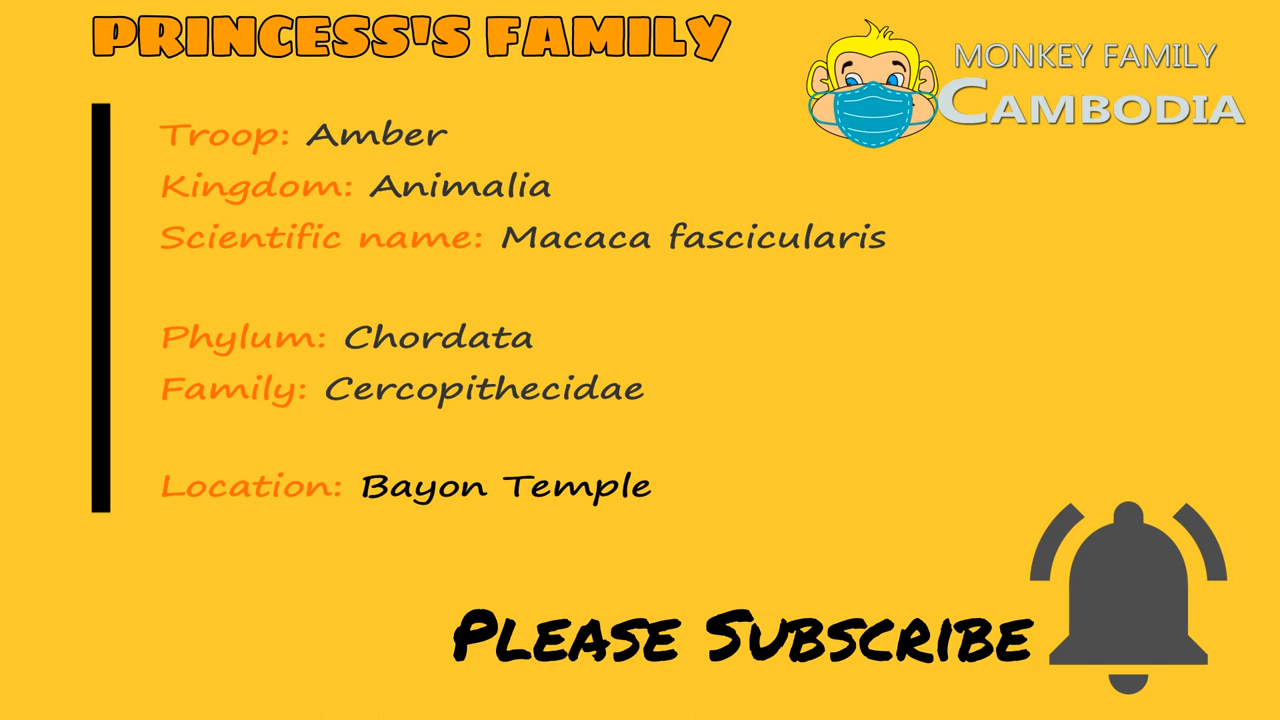 PRINCESS'S FAMILY
MONKEY FAMILY
CAMBODIA
Troop: Amber
Kingdom: Animalia
Scientific name: Macaca fascicularis
Phylum: Chordata
Family: Cercopithecidae
Location: Bayon Temple
PLEASE SUBSCRIBE